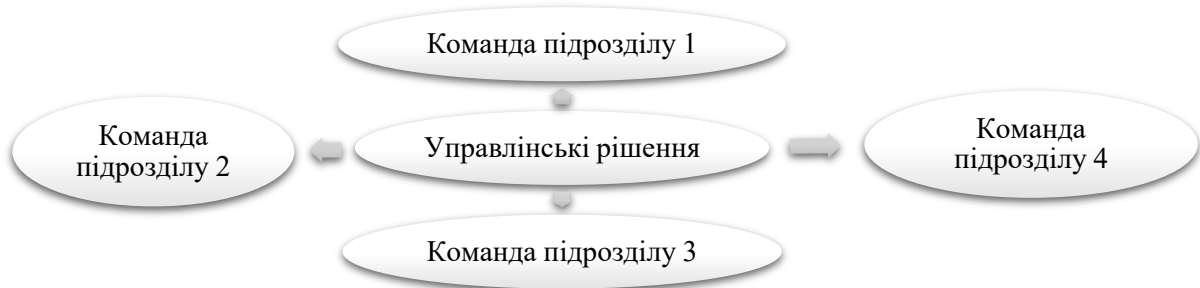 Команда підрозділу 1
Команда
підрозділу 2
Управлінські рішення
Команда
підрозділу 4
Команда підрозділу 3